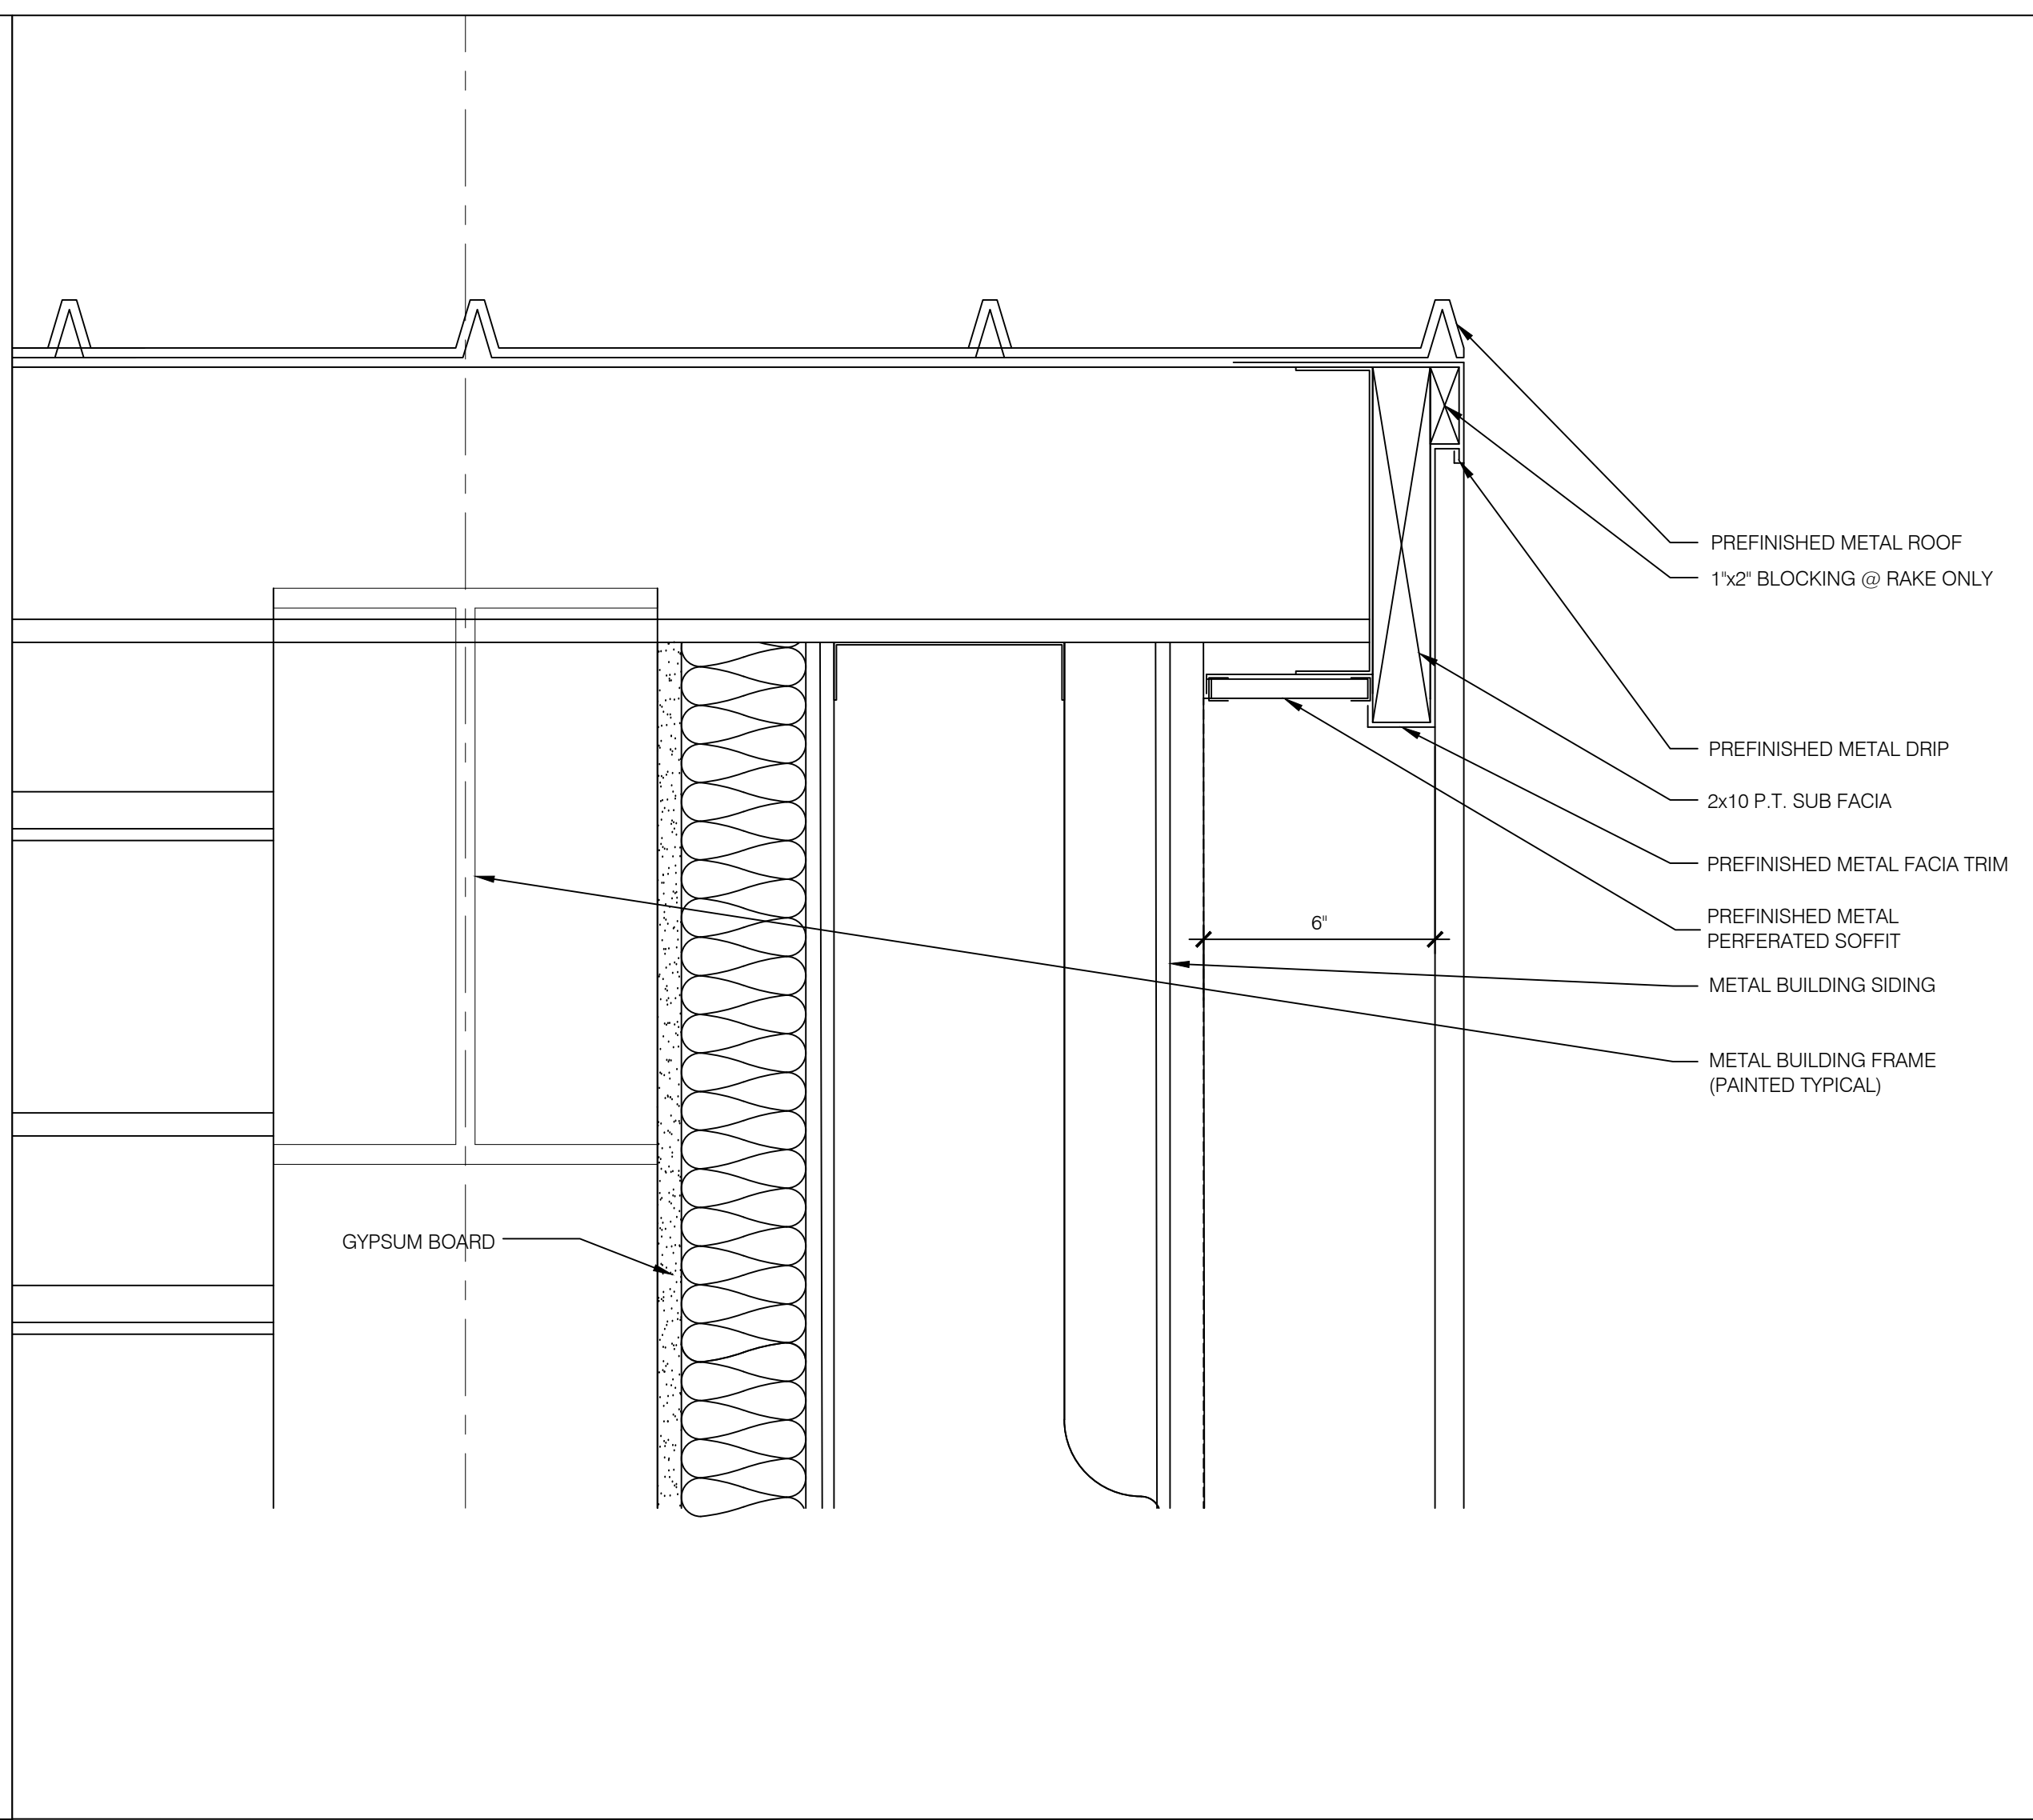 PREFINISHED METAL ROOF
1"x2" BLOCKING @ RAKE ONLY
PREFINISHED METAL DRIP
2x10 P.T. SUB FACIA
PREFINISHED METAL FACIA TRIM
PREFINISHED METAL
PERFERATED SOFFIT
6"
METAL BUILDING SIDING
METAL BUILDING FRAME
(PAINTED TYPICAL)
GYPSUM BOARD